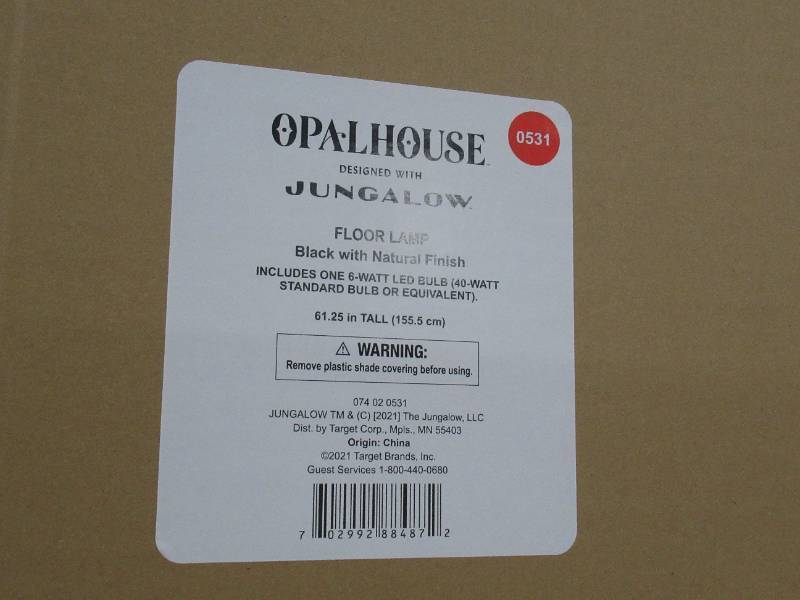 OPALHOUSE™
0531
DESIGNED WITH
JUNGALOW™
FLOOR LAMP
Black with Natural Finish
INCLUDES ONE 6-WATT LED BULB (40-WATT
STANDARD BULB OR EQUIVALENT).
61.25 in TALL (155.5 cm)
⚠ WARNING:
Remove plastic shade covering before using.
074 02 0531
JUNGALOW TM & (C) [2021] The Jungalow, LLC
Dist. by Target Corp., Mpls., MN 55403
Origin: China
©2021 Target Brands, Inc.
Guest Services 1-800-440-0680
7 02992 88487 2